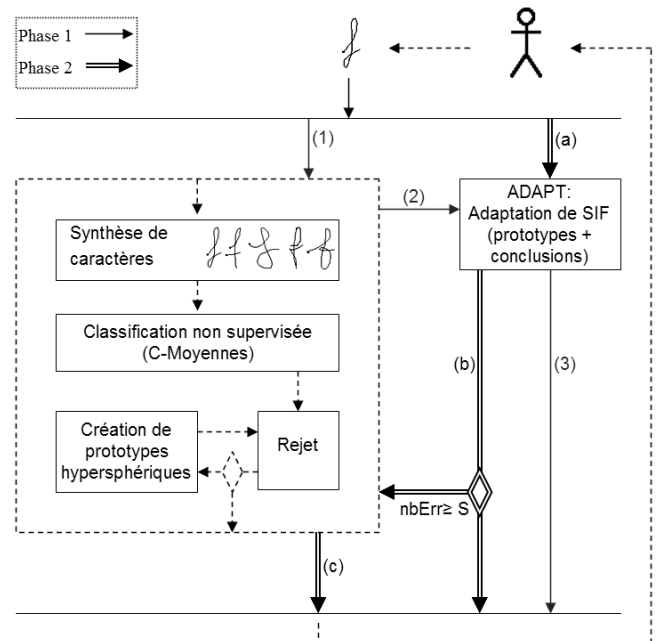 Phase 1
Phase 2
(1)
(a)
(2)
ADAPT:
Adaptation de SIF
(prototypes +
conclusions)
Synthèse de
caractères
Classification non supervisée
(C-Moyennes)
(b)
(3)
Création de
prototypes
hypersphériques
Rejet
nbErr≥ S
(c)